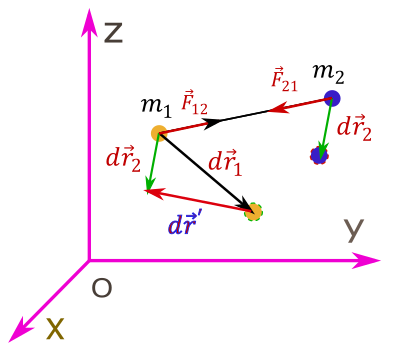 z
m₂
F⃗₂₁
F⃗₁₂
m₁
dr⃗₂
dr⃗₂
dr⃗₁
dr⃗′
y
O
x